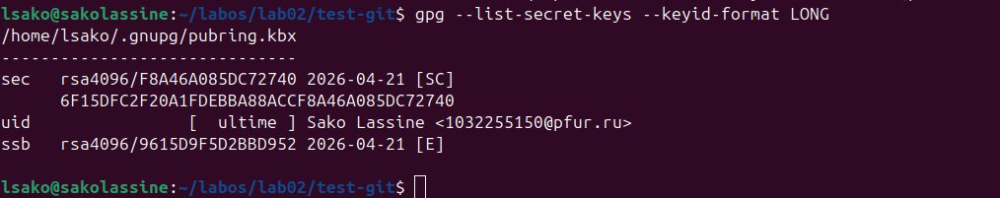 lsako@sakolassine:~/labos/lab02/test-git$ gpg --list-secret-keys --keyid-format LONG
/home/lsako/.gnupg/pubring.kbx
------------------------------
sec   rsa4096/F8A46A085DC72740 2026-04-21 [SC]
      6F15DFC2F20A1FDEBBA88ACCF8A46A085DC72740
uid                [  ultime ] Sako Lassine <1032255150@pfur.ru>
ssb   rsa4096/9615D9F5D2BBD952 2026-04-21 [E]
lsako@sakolassine:~/labos/lab02/test-git$